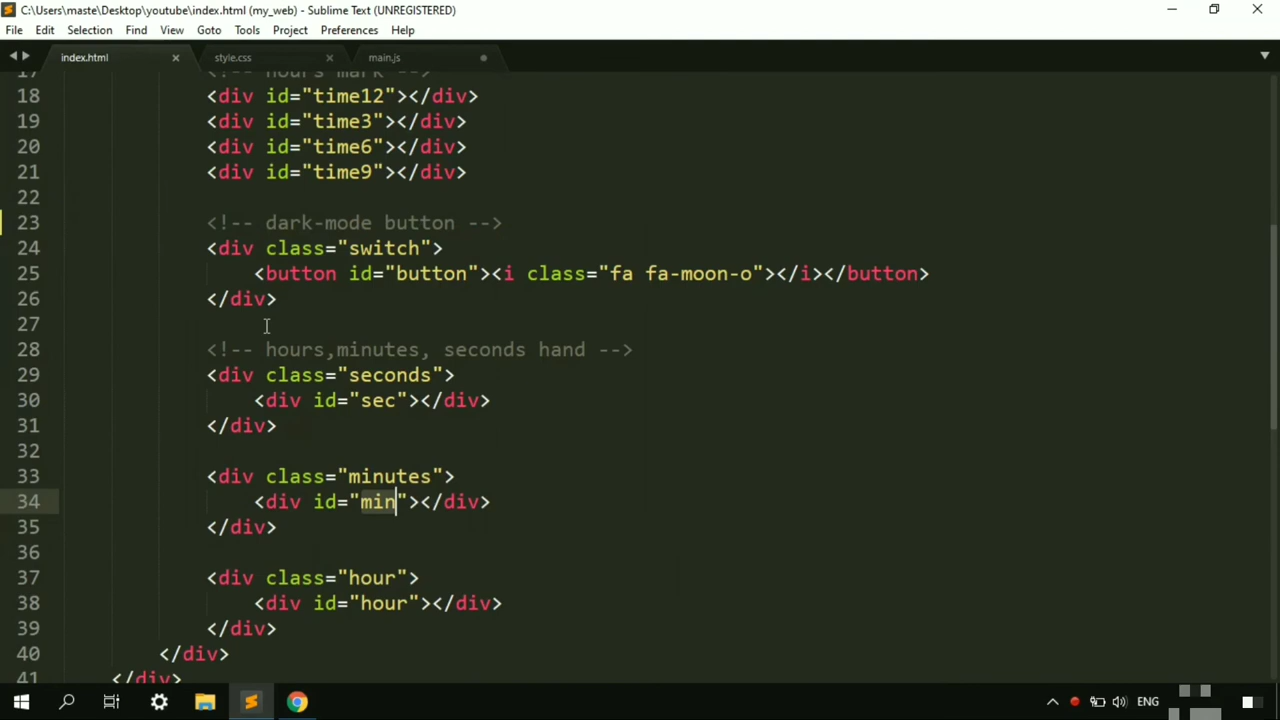 C:\Users\maste\Desktop\youtube\index.html (my_web) - Sublime Text (UNREGISTERED)
File Edit Selection Find View Goto Tools Project Preferences Help
index.html style.css main.js
17 <!-- hours mark -->
18 <div id="time12"></div>
19 <div id="time3"></div>
20 <div id="time6"></div>
21 <div id="time9"></div>
22
23 <!-- dark-mode button -->
24 <div class="switch">
25 <button id="button"><i class="fa fa-moon-o"></i></button>
26 </div>
27
28 <!-- hours,minutes, seconds hand -->
29 <div class="seconds">
30 <div id="sec"></div>
31 </div>
32
33 <div class="minutes">
34 <div id="min"></div>
35 </div>
36
37 <div class="hour">
38 <div id="hour"></div>
39 </div>
40 </div>
41 </div>
ENG